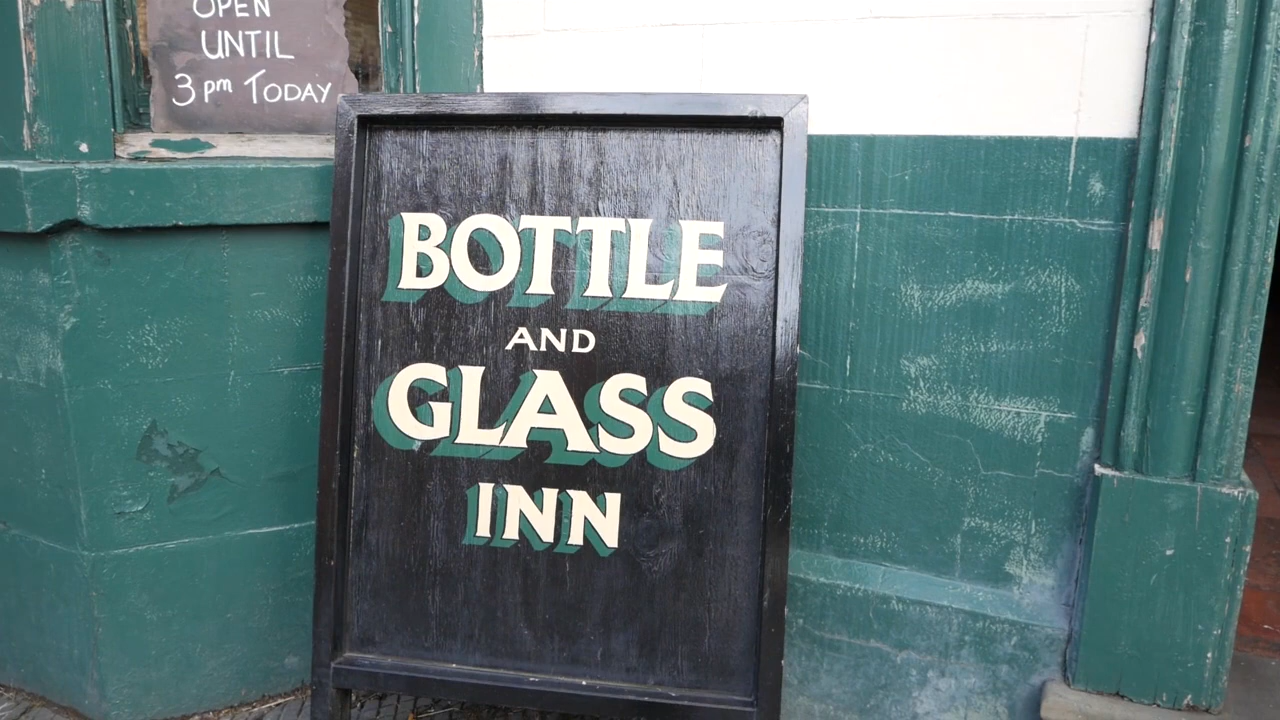 OPEN
UNTIL
3pm TODAY
BOTTLE
AND
GLASS
INN